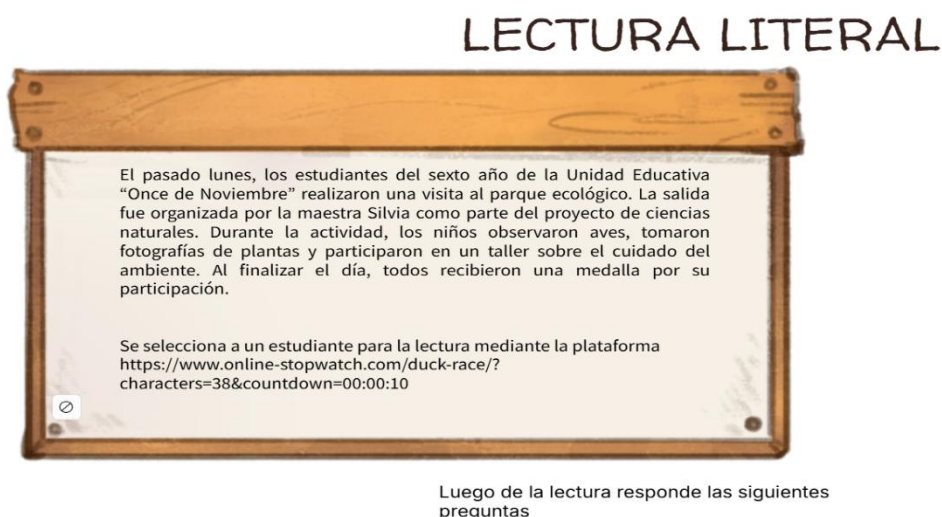 LECTURA LITERAL
El pasado lunes, los estudiantes del sexto año de la Unidad Educativa
“Once de Noviembre” realizaron una visita al parque ecológico. La salida
fue organizada por la maestra Silvia como parte del proyecto de ciencias
naturales. Durante la actividad, los niños observaron aves, tomaron
fotografías de plantas y participaron en un taller sobre el cuidado del
ambiente. Al finalizar el día, todos recibieron una medalla por su
participación.
Se selecciona a un estudiante para la lectura mediante la plataforma
https://www.online-stopwatch.com/duck-race/?
characters=38&countdown=00:00:10
Luego de la lectura responde las siguientes
preguntas